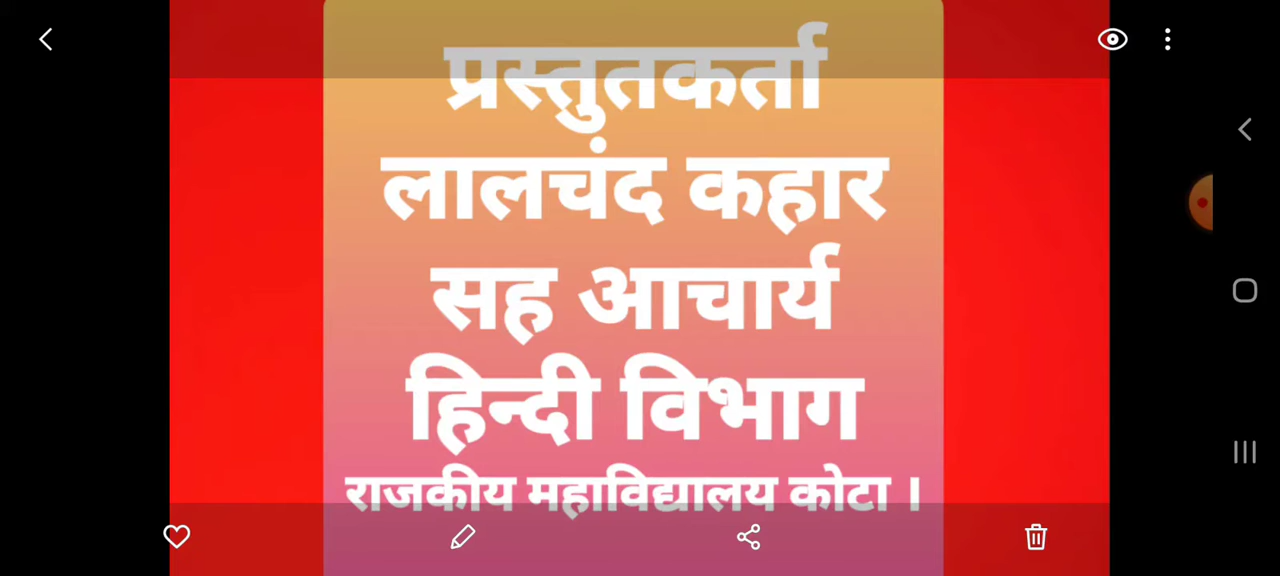 प्रस्तुतकर्ता
लालचंद कहार
सह आचार्य
हिन्दी विभाग
राजकीय महाविद्यालय कोटा ।